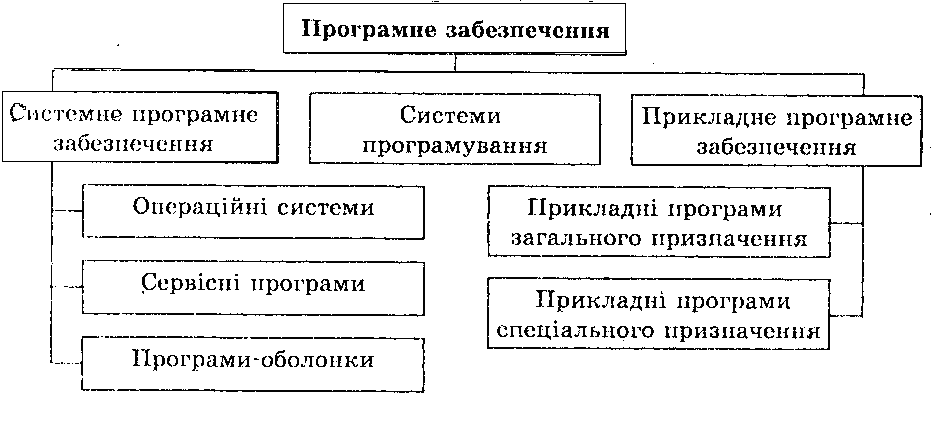 Програмне забезпечення
Системне програмне
забезпечення
Системи
програмування
Прикладне програмне
забезпечення
Операційні системи
Сервісні програми
Програми-оболонки
Прикладні програми
загального призначення
Прикладні програми
спеціального призначення